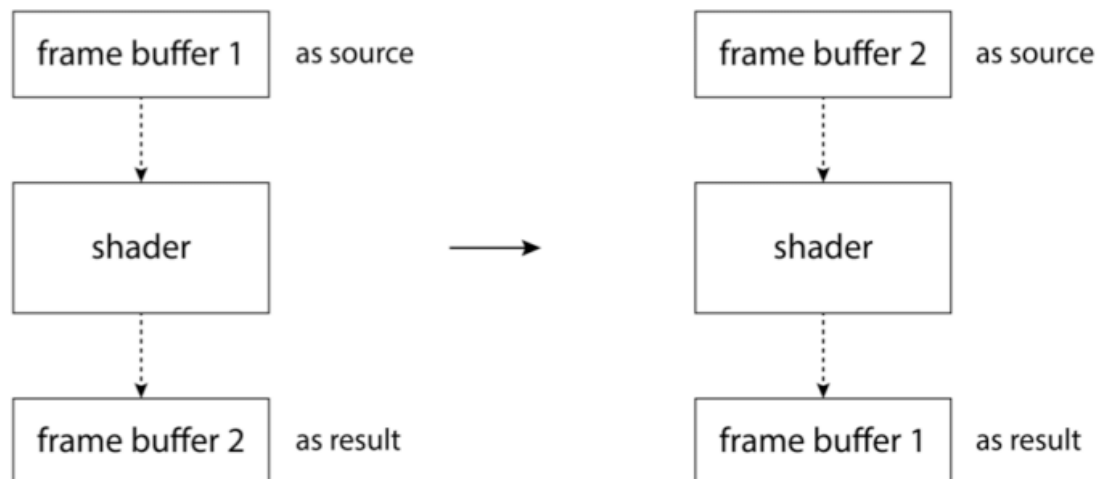 frame buffer 1 as source
shader
frame buffer 2 as result
frame buffer 2 as source
shader
frame buffer 1 as result